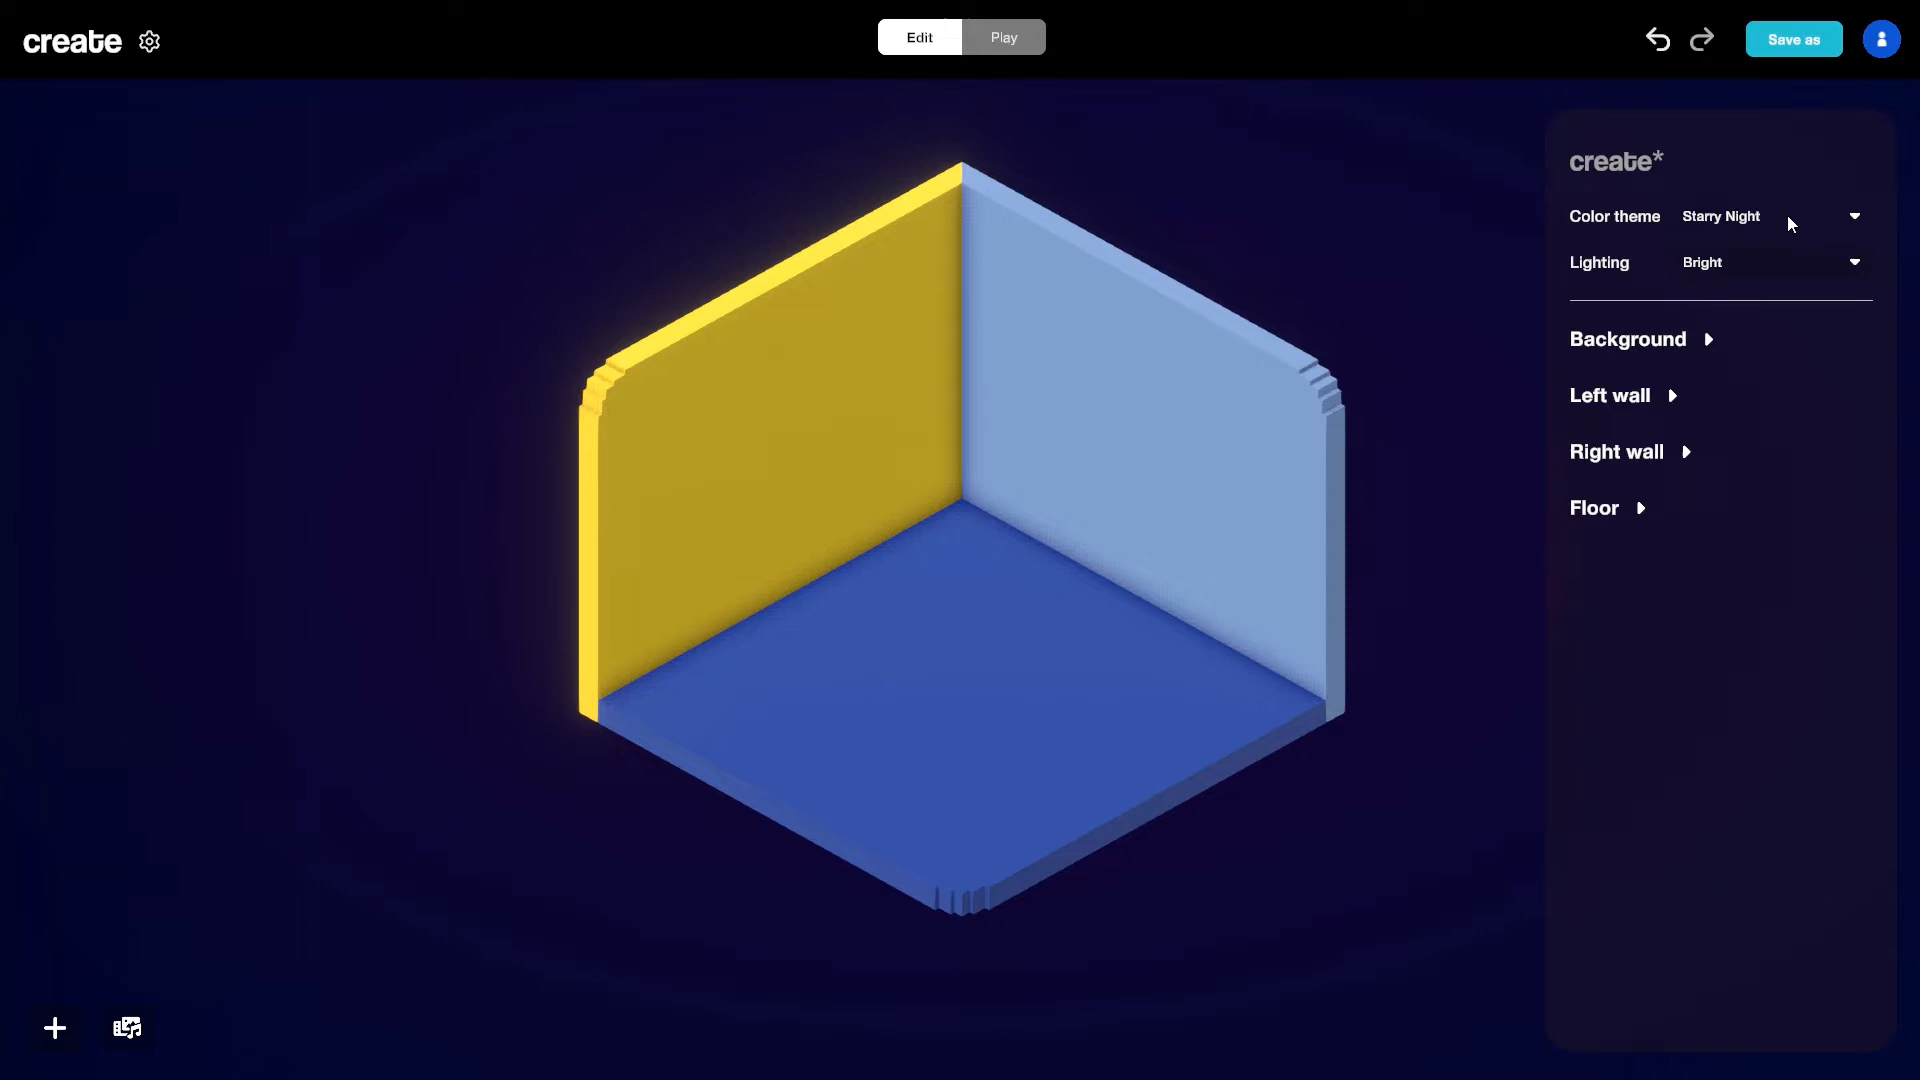 create
Edit
Play
Save as
create*
Color theme
Starry Night
Lighting
Bright
Background
Left wall
Right wall
Floor